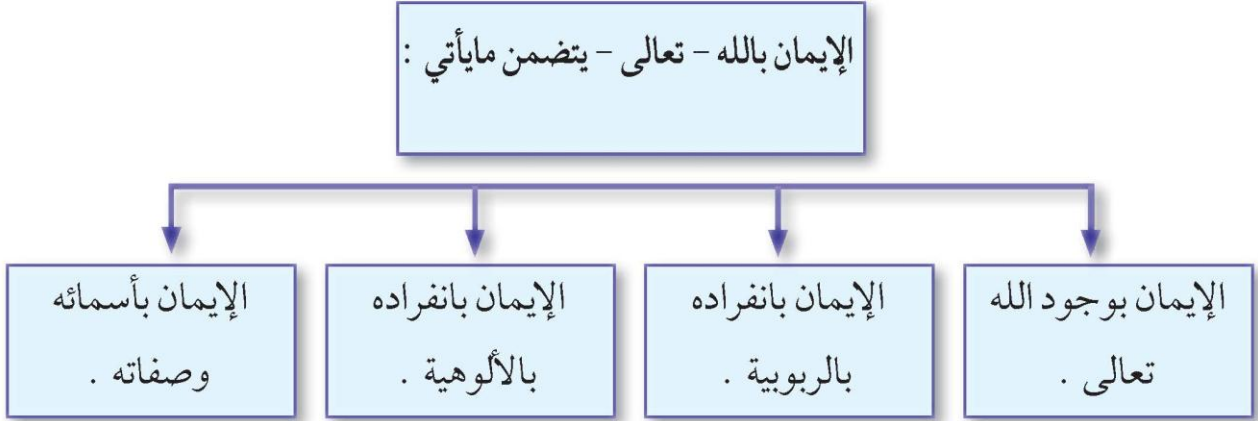 الإيمان بالله – تعالى – يتضمن مايأتي :
الإيمان بوجود الله
تعالى .
الإيمان بانفراده
بالربوبية .
الإيمان بانفراده
بالألوهية .
الإيمان بأسمائه
وصفاته .